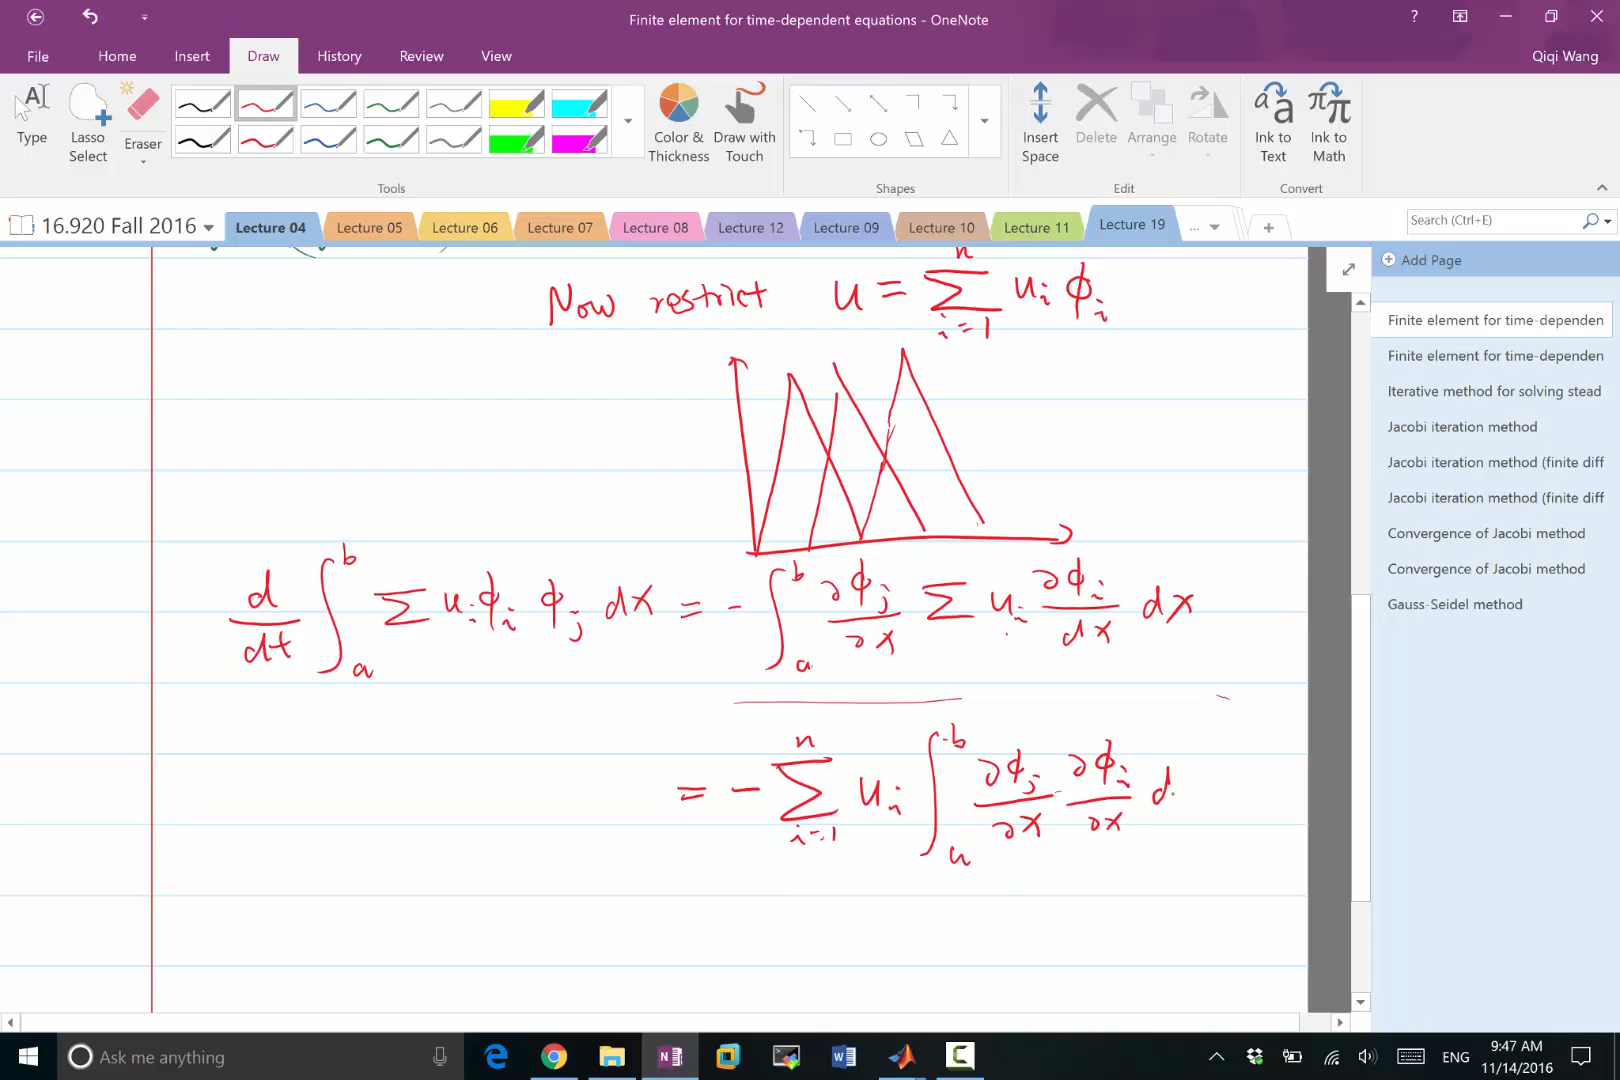 Finite element for time-dependent equations - OneNote
?
File Home Insert Draw History Review View
Qiqi Wang
Type
Lasso Select
Eraser
Color & Thickness
Draw with Touch
Insert Space
Delete
Arrange
Rotate
Ink to Text
Ink to Math
Tools
Shapes
Edit
Convert
16.920 Fall 2016
Lecture 04
Lecture 05
Lecture 06
Lecture 07
Lecture 08
Lecture 12
Lecture 09
Lecture 10
Lecture 11
Lecture 19
...
Search (Ctrl+E)
Add Page
Finite element for time-dependen
Finite element for time-dependen
Iterative method for solving stead
Jacobi iteration method
Jacobi iteration method (finite diff
Jacobi iteration method (finite diff
Convergence of Jacobi method
Convergence of Jacobi method
Gauss-Seidel method
Now restrict u = ∑_{i=1}^{n} u_i ϕ_i
d/dt ∫_a^b ∑ u_i ϕ_i ϕ_j dx = - ∫_a^b ∂ϕ_j/∂x ∑ u_i ∂ϕ_i/dx dx
= - ∑_{i=1}^{n} u_i ∫_a^b ∂ϕ_j/∂x ∂ϕ_i/∂x d
Ask me anything
ENG
9:47 AM
11/14/2016